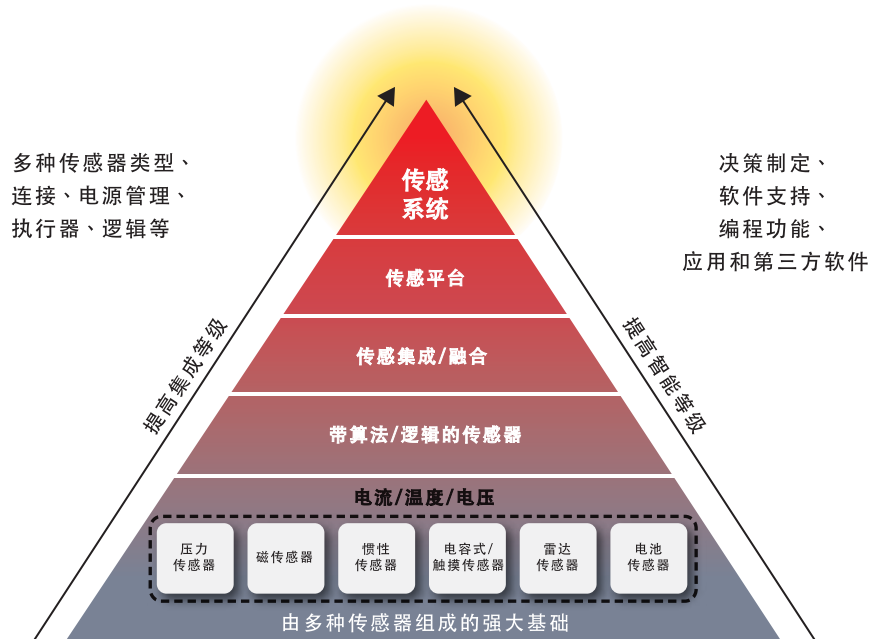 多种传感器类型、
连接、电源管理、
执行器、逻辑等
决策制定、
软件支持、
编程功能、
应用和第三方软件
提高集成等级
提高智能等级
传感
系统
传感平台
传感集成/融合
带算法/逻辑的传感器
电流/温度/电压
压力
传感器
磁传感器
惯性
传感器
电容式/
触摸传感器
雷达
传感器
电池
传感器
由多种传感器组成的强大基础